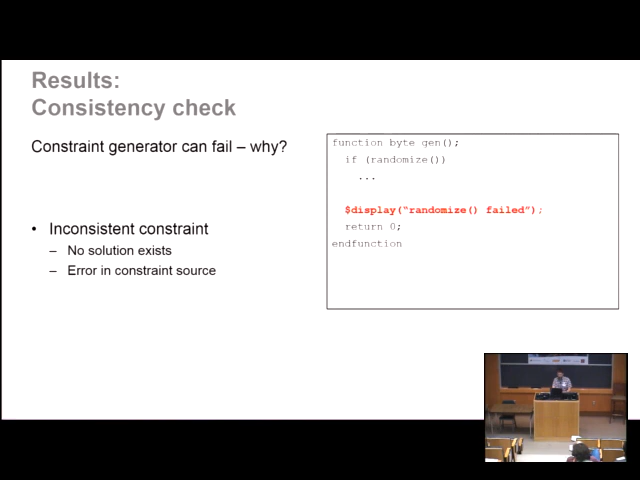 Results:
Consistency check
Constraint generator can fail – why?
• Inconsistent constraint
– No solution exists
– Error in constraint source
function byte gen();
if (randomize())
...
$display("randomize() failed");
return 0;
endfunction